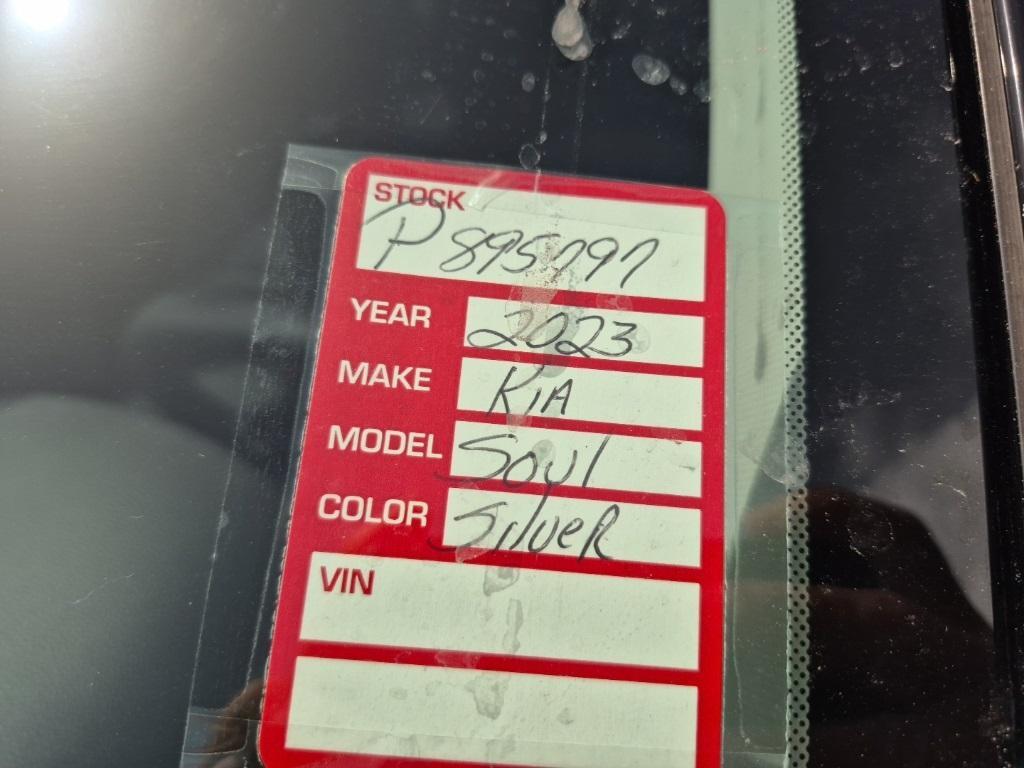 STOCK
P895797
YEAR 2023
MAKE KIA
MODEL Soul
COLOR SilveR
VIN